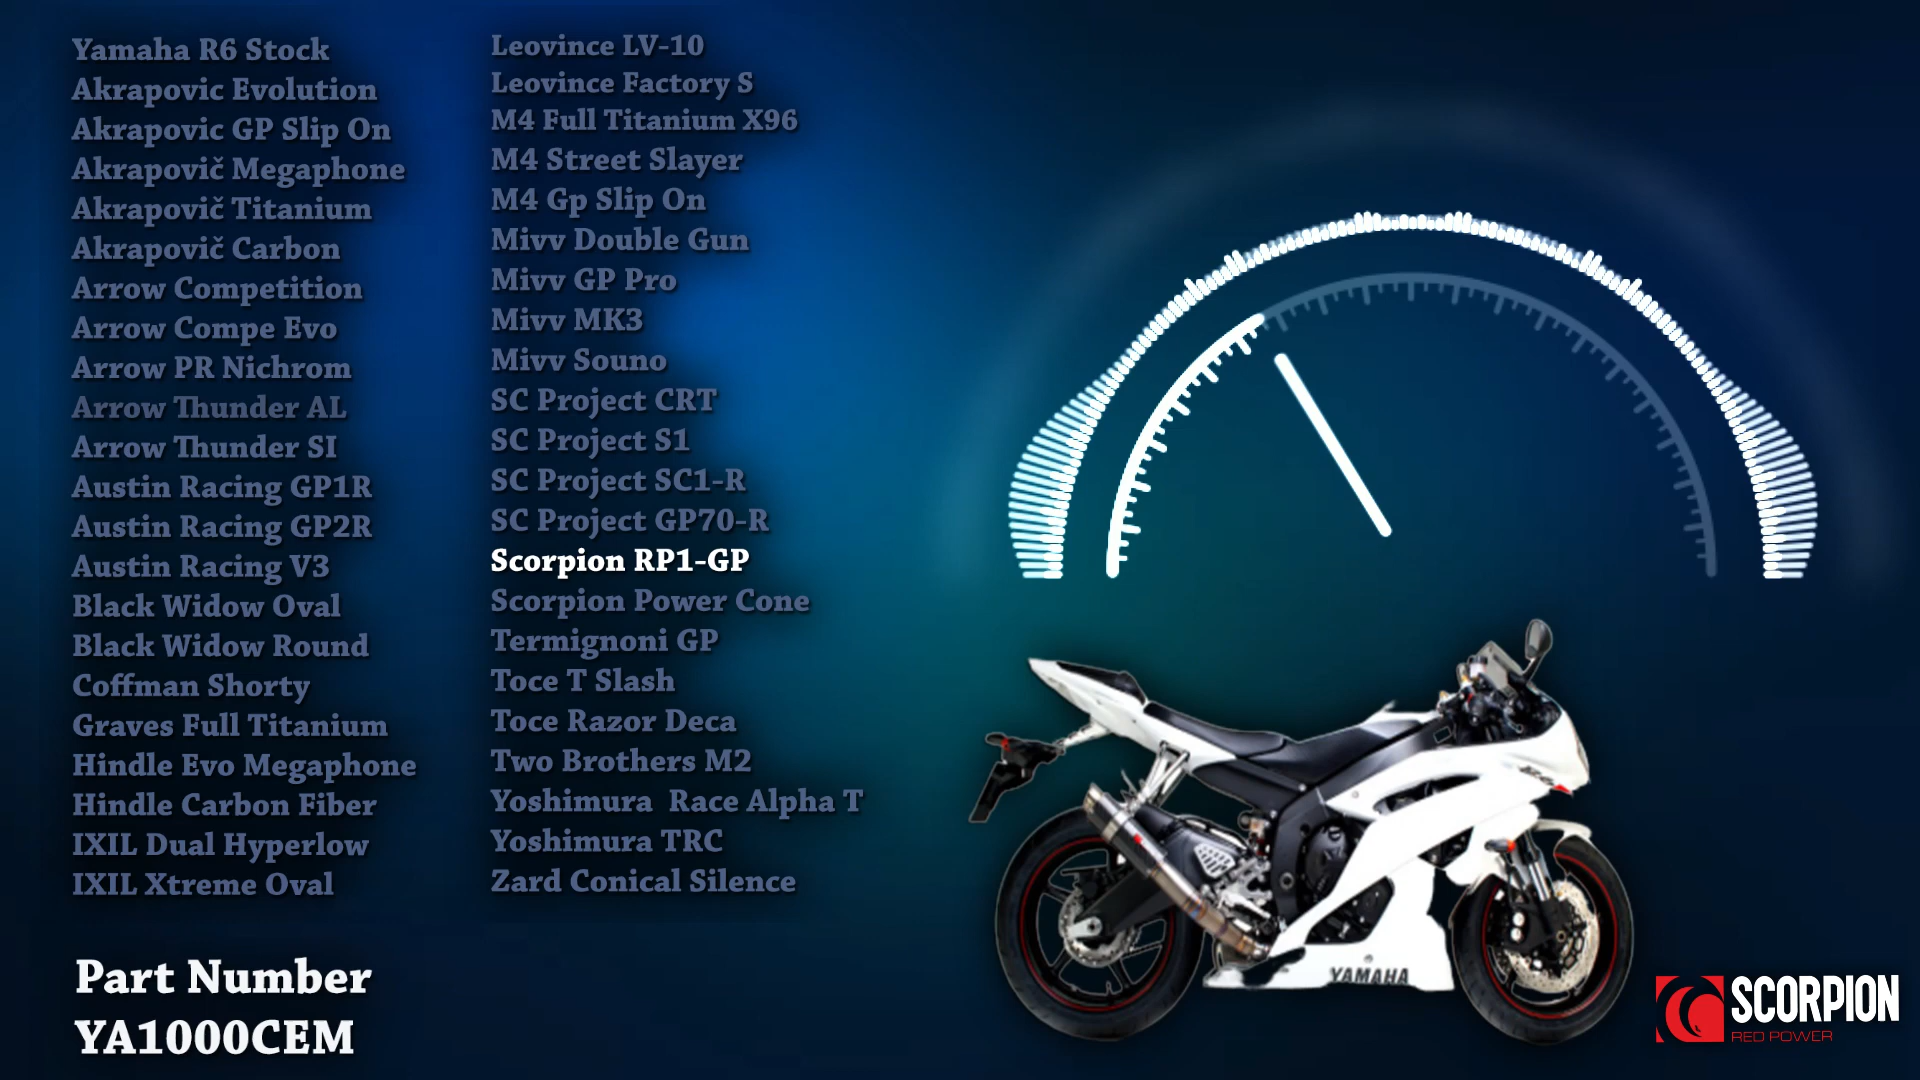 Yamaha R6 Stock
Akrapovic Evolution
Akrapovic GP Slip On
Akrapovič Megaphone
Akrapovič Titanium
Akrapovič Carbon
Arrow Competition
Arrow Compe Evo
Arrow PR Nichrom
Arrow Thunder AL
Arrow Thunder SI
Austin Racing GP1R
Austin Racing GP2R
Austin Racing V3
Black Widow Oval
Black Widow Round
Coffman Shorty
Graves Full Titanium
Hindle Evo Megaphone
Hindle Carbon Fiber
IXIL Dual Hyperlow
IXIL Xtreme Oval
Leovince LV-10
Leovince Factory S
M4 Full Titanium X96
M4 Street Slayer
M4 Gp Slip On
Mivv Double Gun
Mivv GP Pro
Mivv MK3
Mivv Souno
SC Project CRT
SC Project S1
SC Project SC1-R
SC Project GP70-R
Scorpion RP1-GP
Scorpion Power Cone
Termignoni GP
Toce T Slash
Toce Razor Deca
Two Brothers M2
Yoshimura  Race Alpha T
Yoshimura TRC
Zard Conical Silence
Part Number
YA1000CEM
YAMAHA
SCORPION
RED POWER